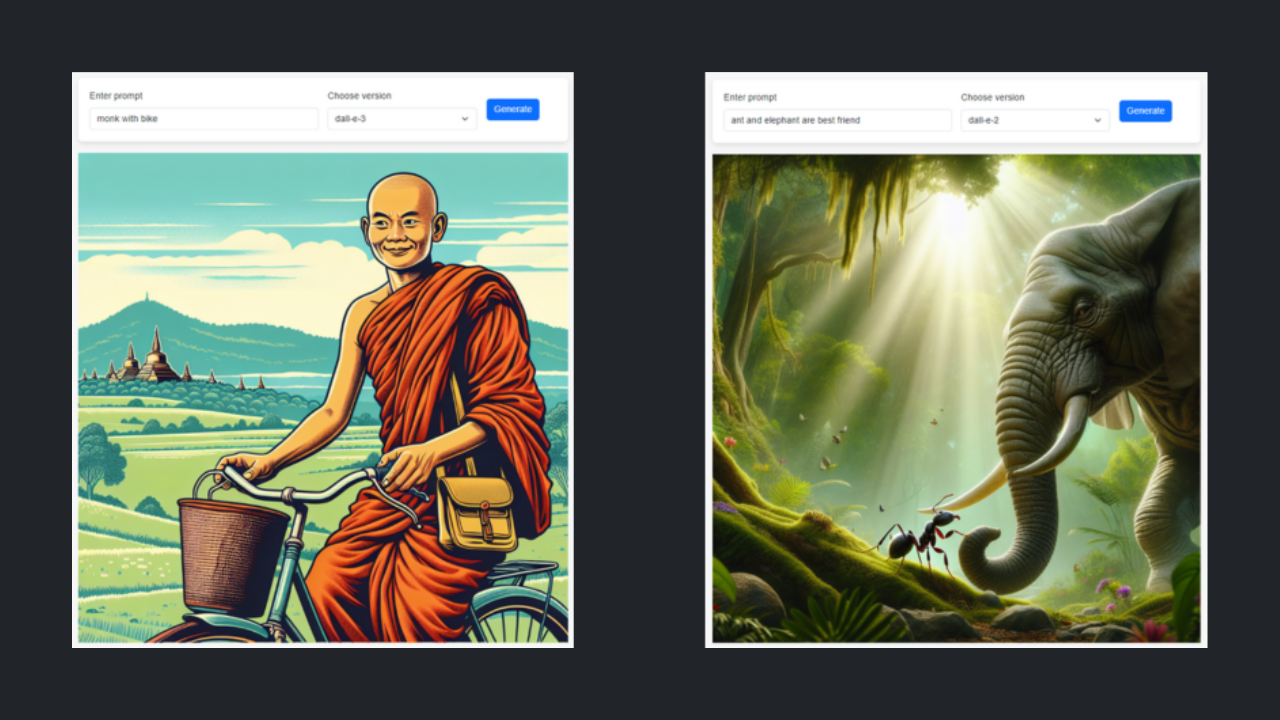 Enter prompt
Choose version
monk with bike
dall-e-3
Generate
Enter prompt
Choose version
ant and elephant are best friend
dall-e-2
Generate